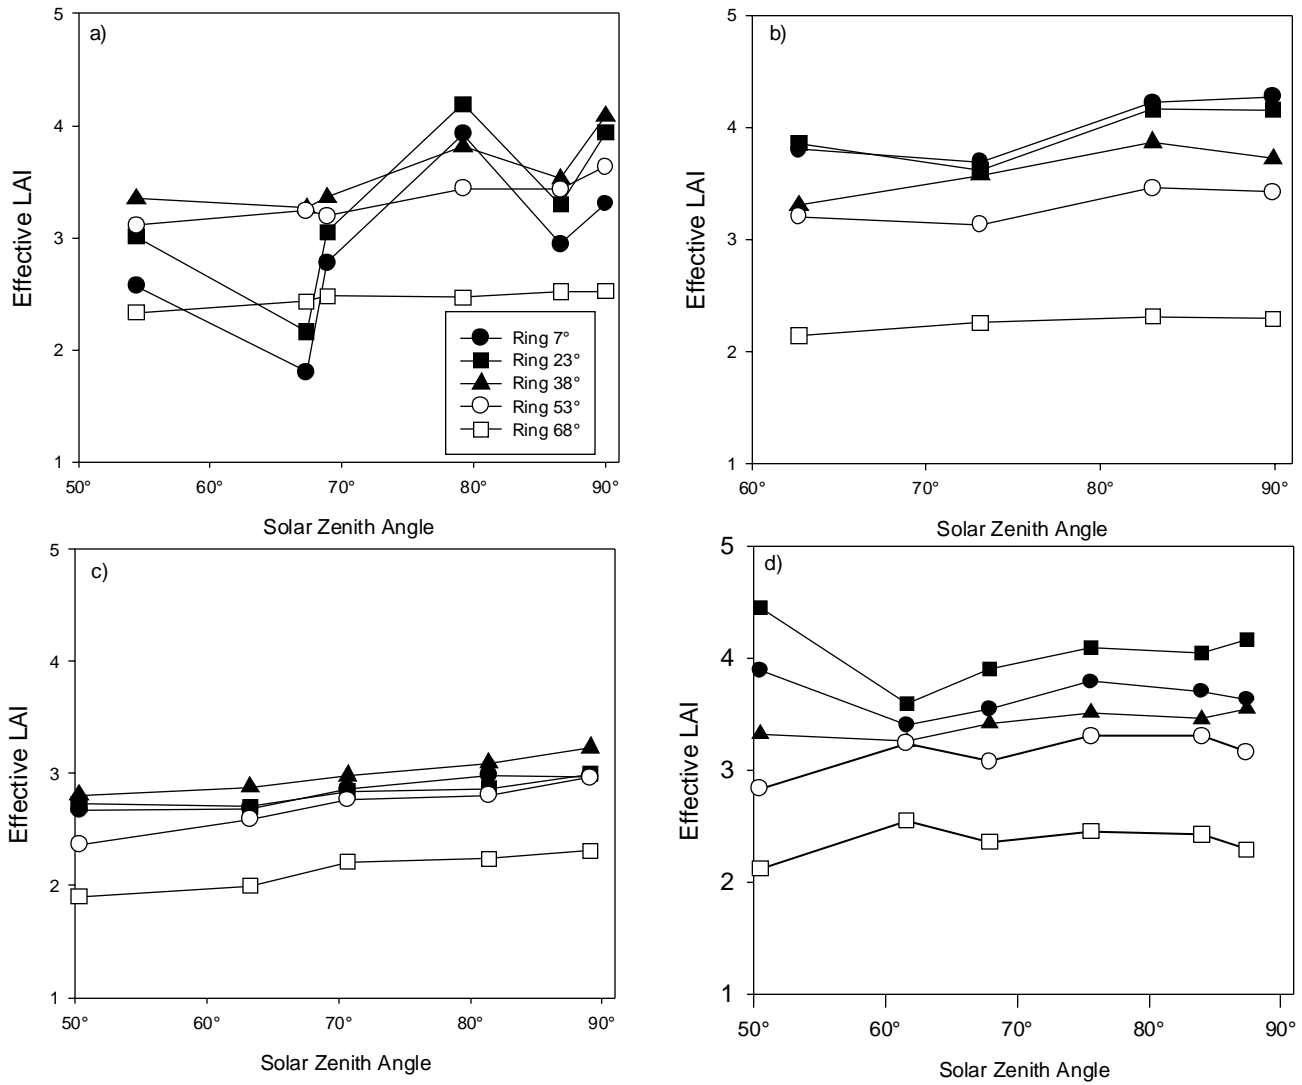 a)
5
4
3
2
1
Effective LAI
Ring 7°
Ring 23°
Ring 38°
Ring 53°
Ring 68°
50°
60°
70°
80°
90°
Solar Zenith Angle
b)
5
4
3
2
1
Effective LAI
60°
70°
80°
90°
Solar Zenith Angle
c)
5
4
3
2
1
Effective LAI
50°
60°
70°
80°
90°
Solar Zenith Angle
d)
5
4
3
2
1
Effective LAI
50°
60°
70°
80°
90°
Solar Zenith Angle